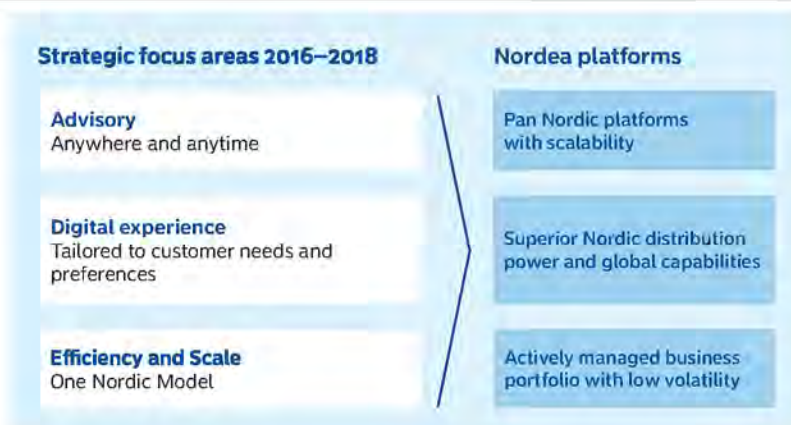 Strategic focus areas 2016–2018
Advisory
Anywhere and anytime
Digital experience
Tailored to customer needs and
preferences
Efficiency and Scale
One Nordic Model
Nordea platforms
Pan Nordic platforms
with scalability
Superior Nordic distribution
power and global capabilities
Actively managed business
portfolio with low volatility